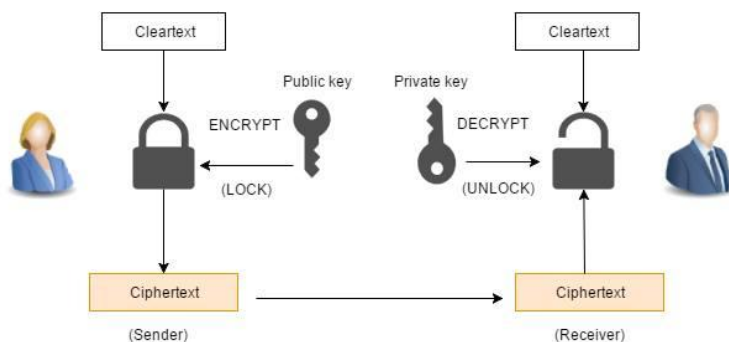 Cleartext
Cleartext
Public key
Private key
ENCRYPT
DECRYPT
(LOCK)
(UNLOCK)
Ciphertext
Ciphertext
(Sender)
(Receiver)